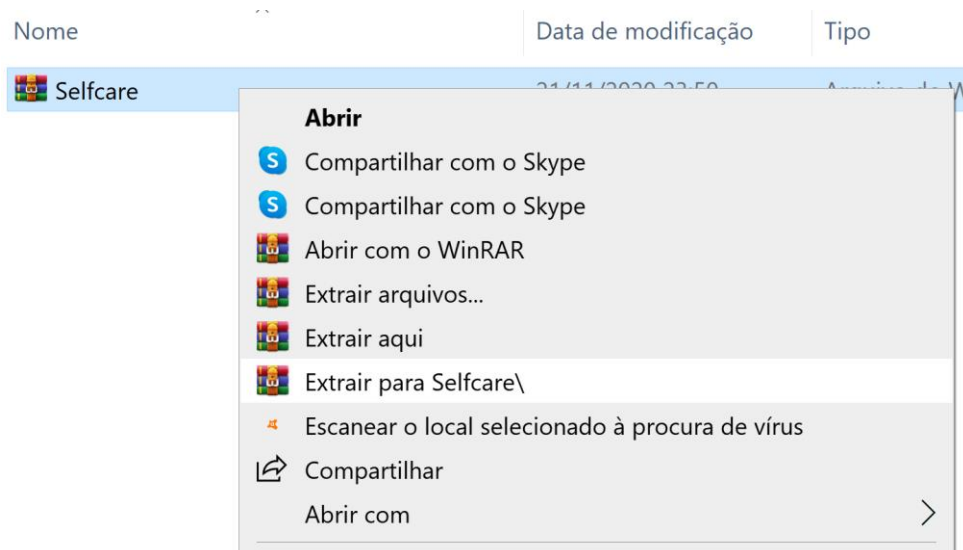 Nome Data de modificação Tipo
Selfcare
Abrir
Compartilhar com o Skype
Compartilhar com o Skype
Abrir com o WinRAR
Extrair arquivos...
Extrair aqui
Extrair para Selfcare\
Escanear o local selecionado à procura de vírus
Compartilhar
Abrir com